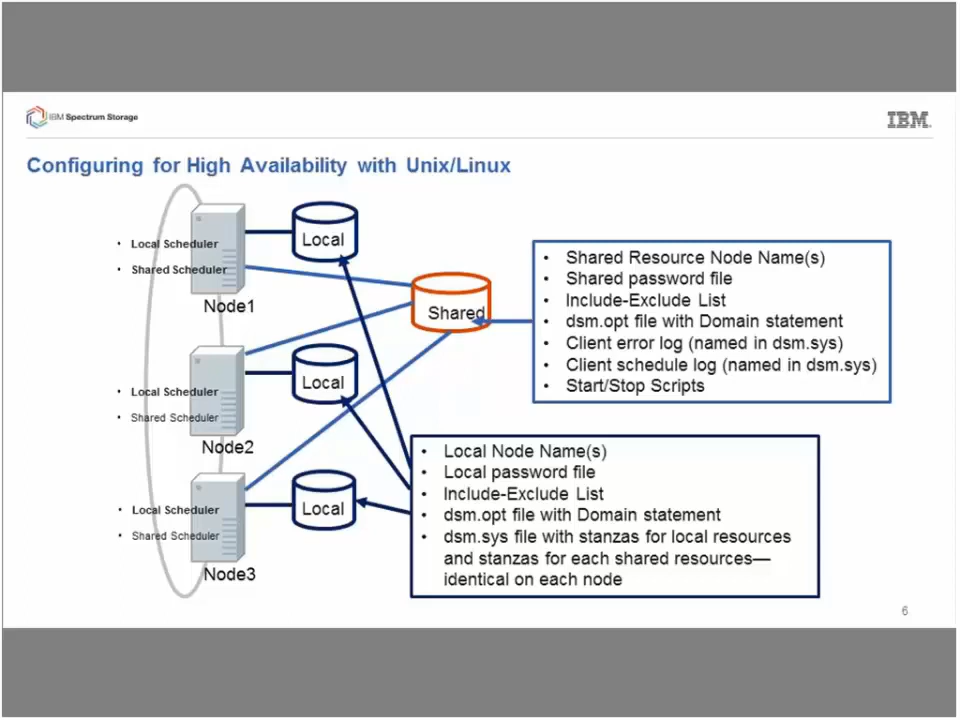 IBM Spectrum Storage
IBM
Configuring for High Availability with Unix/Linux
• Local Scheduler
• Shared Scheduler
Node1
Local
Shared
• Shared Resource Node Name(s)
• Shared password file
• Include-Exclude List
• dsm.opt file with Domain statement
• Client error log (named in dsm.sys)
• Client schedule log (named in dsm.sys)
• Start/Stop Scripts
• Local Scheduler
• Shared Scheduler
Node2
Local
• Local Scheduler
• Shared Scheduler
Node3
Local
• Local Node Name(s)
• Local password file
• Include-Exclude List
• dsm.opt file with Domain statement
• dsm.sys file with stanzas for local resources
and stanzas for each shared resources—
identical on each node
6